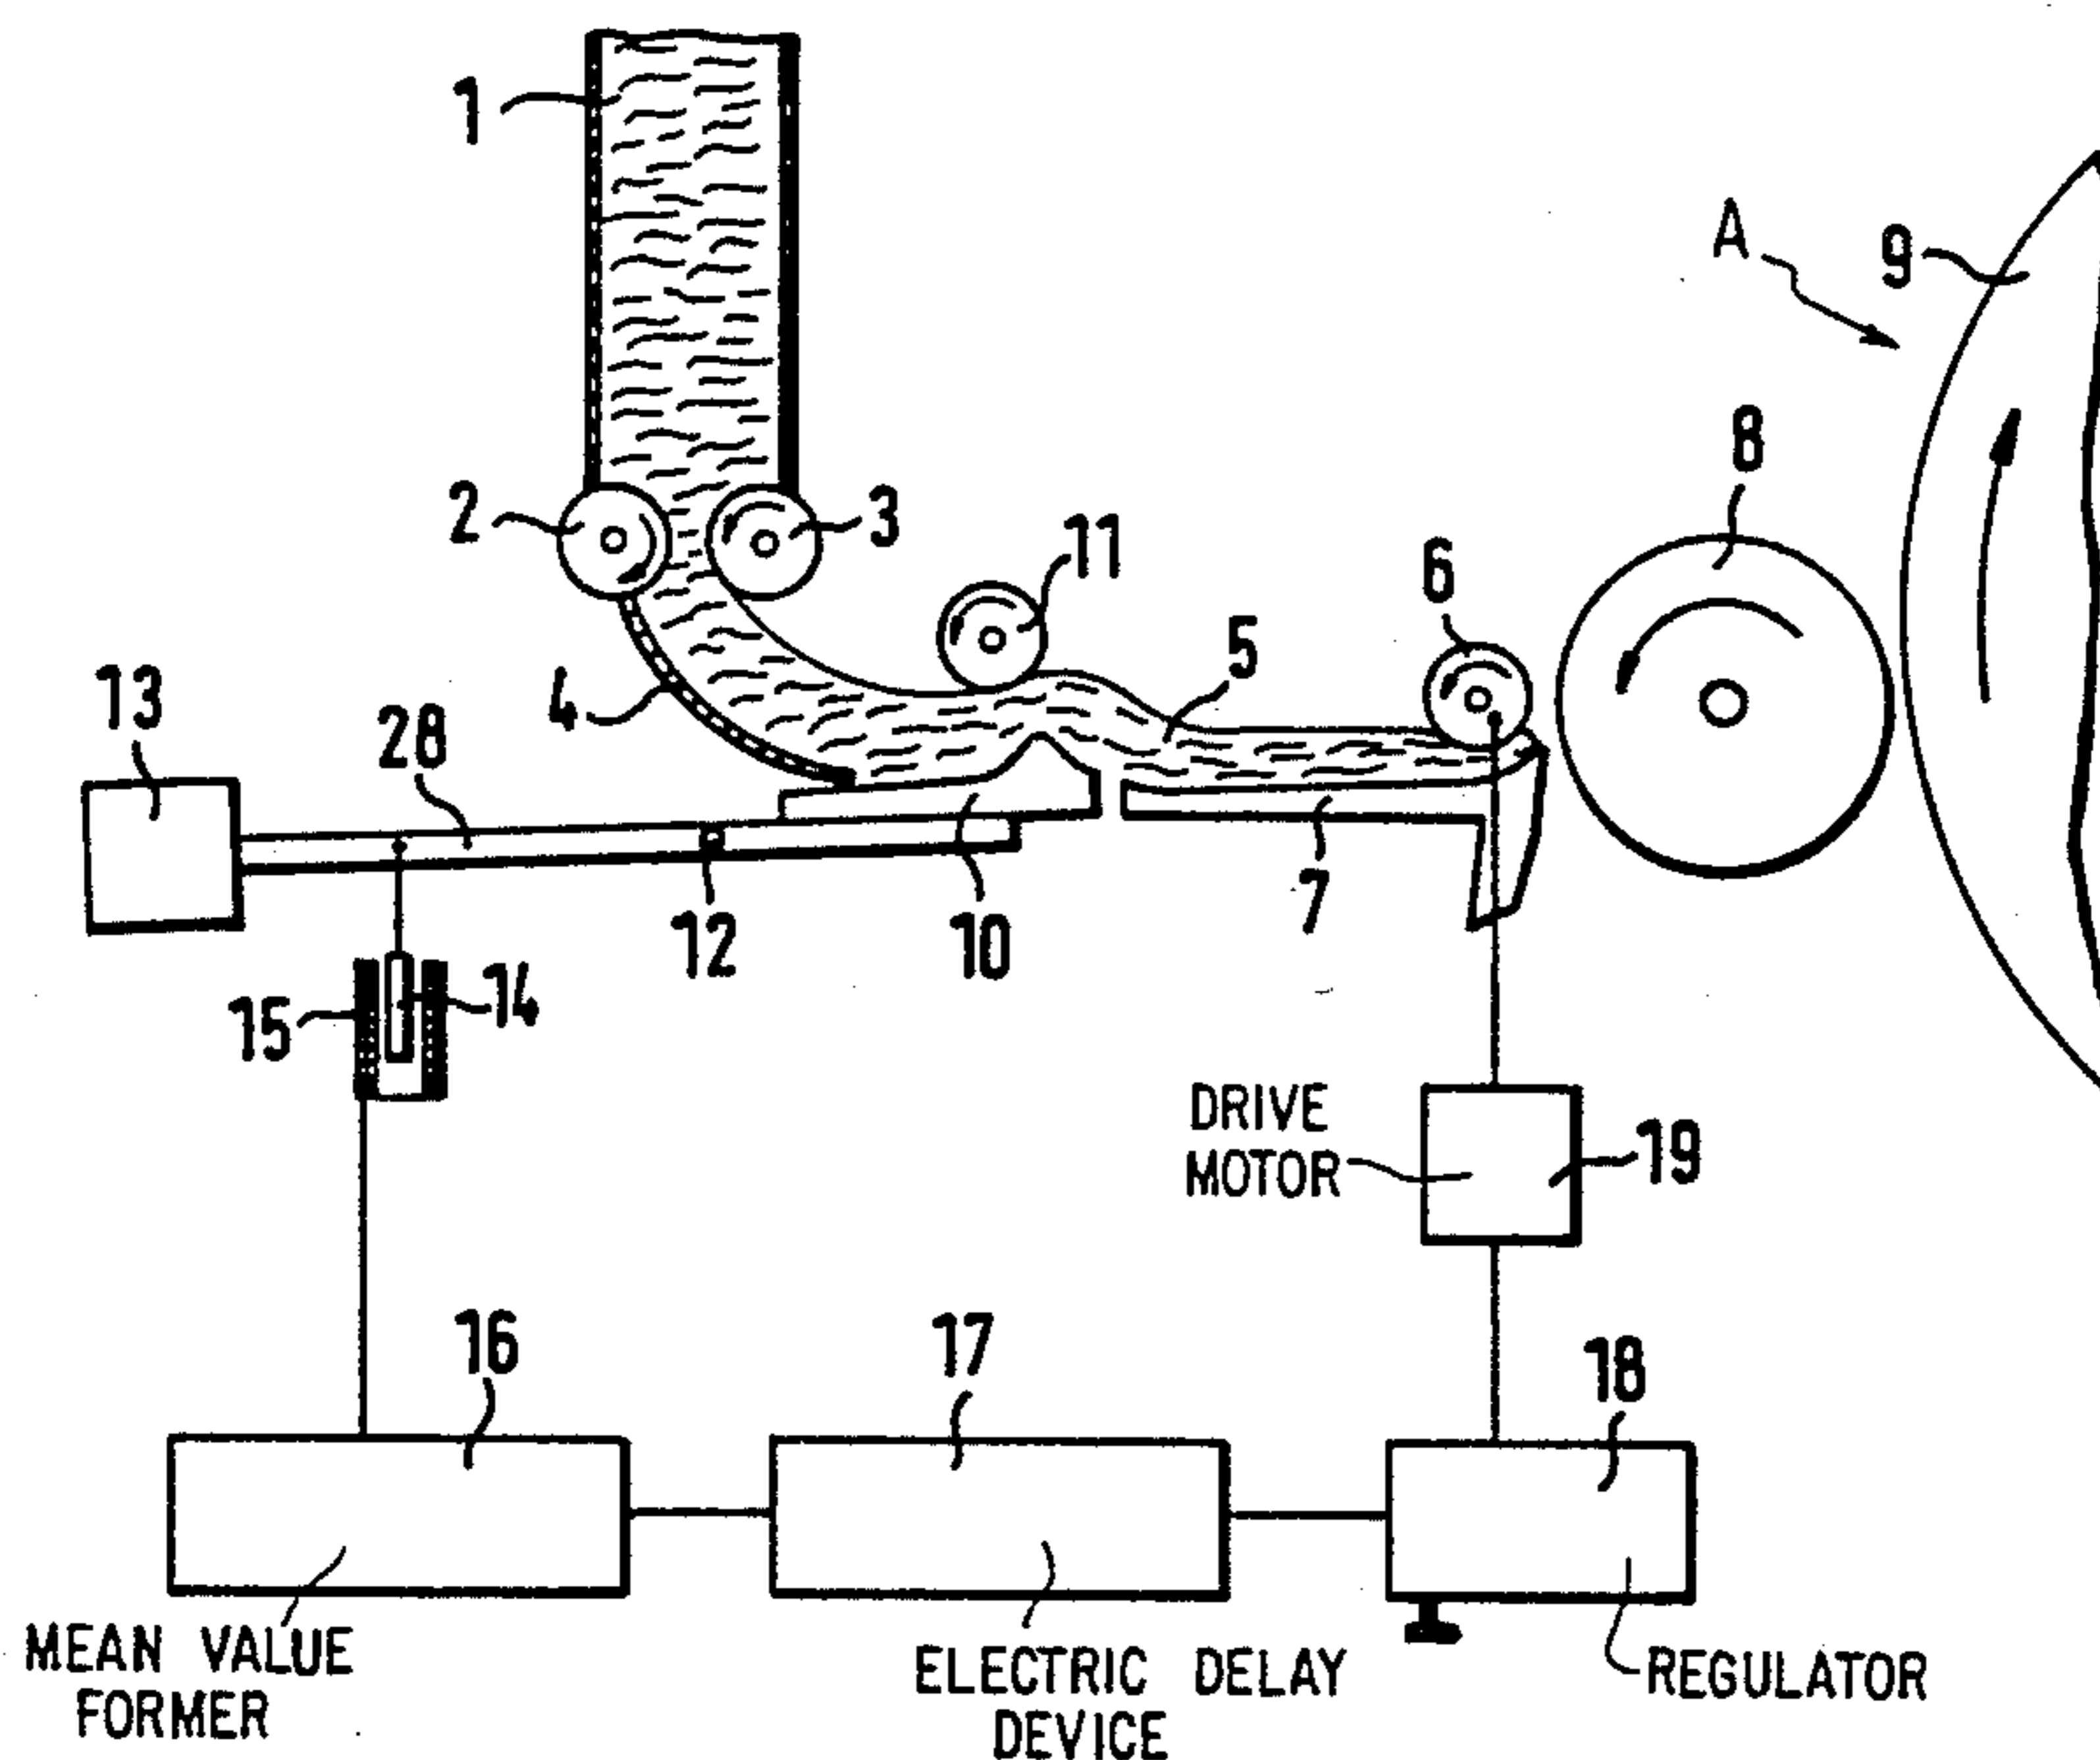 1
A
9
8
2
3
11
6
5
13
28
4
7
12
10
15
14
DRIVE
MOTOR
19
16
17
18
MEAN VALUE
FORMER
ELECTRIC DELAY
DEVICE
REGULATOR